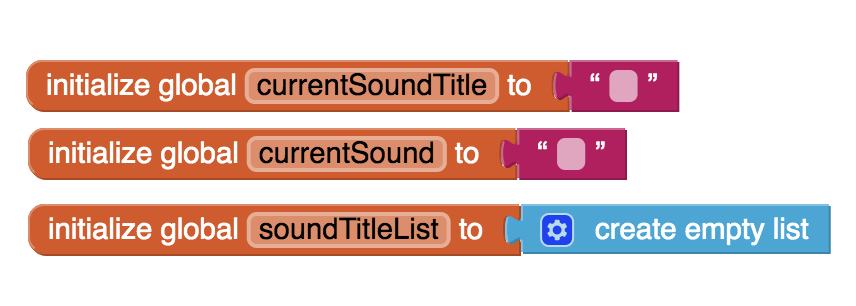 initialize global currentSoundTitle to “ ”
initialize global currentSound to “ ”
initialize global soundTitleList to create empty list